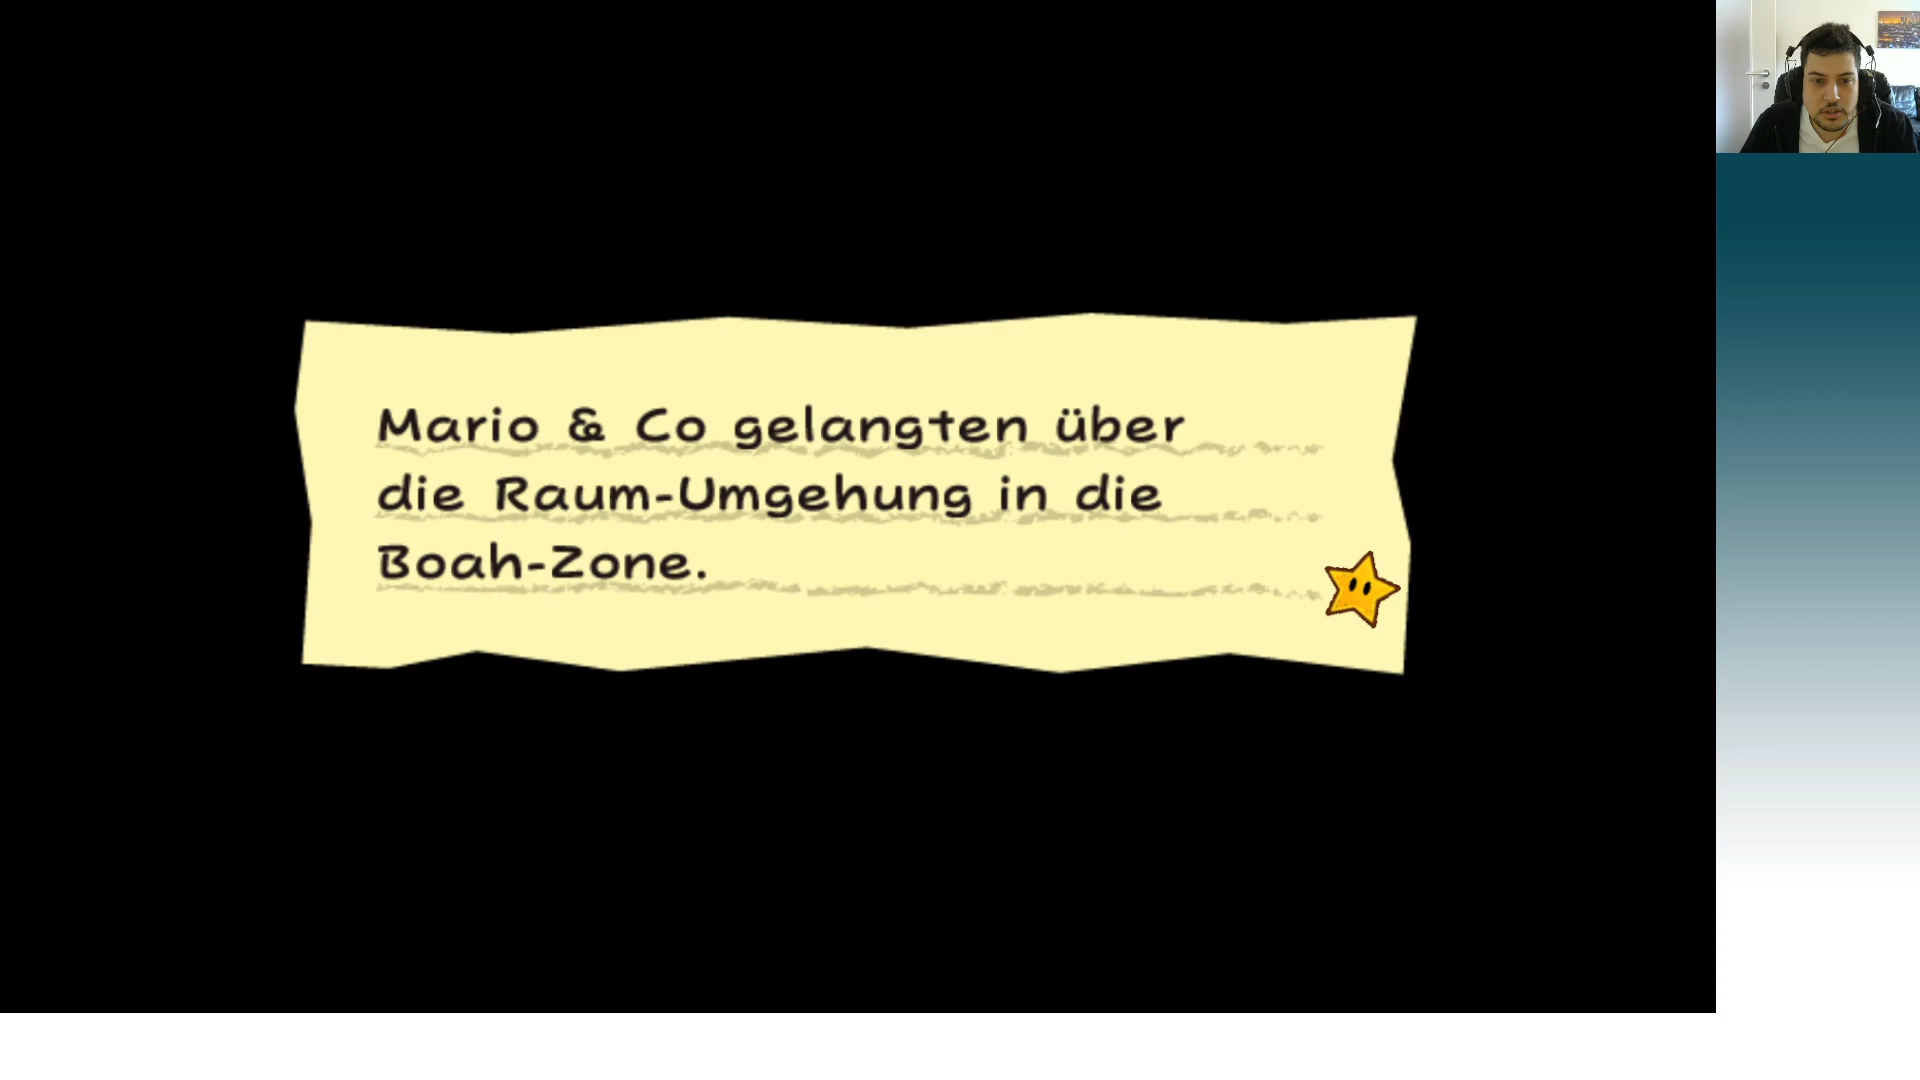 Mario & Co gelangten über
die Raum-Umgehung in die
Boah-Zone.